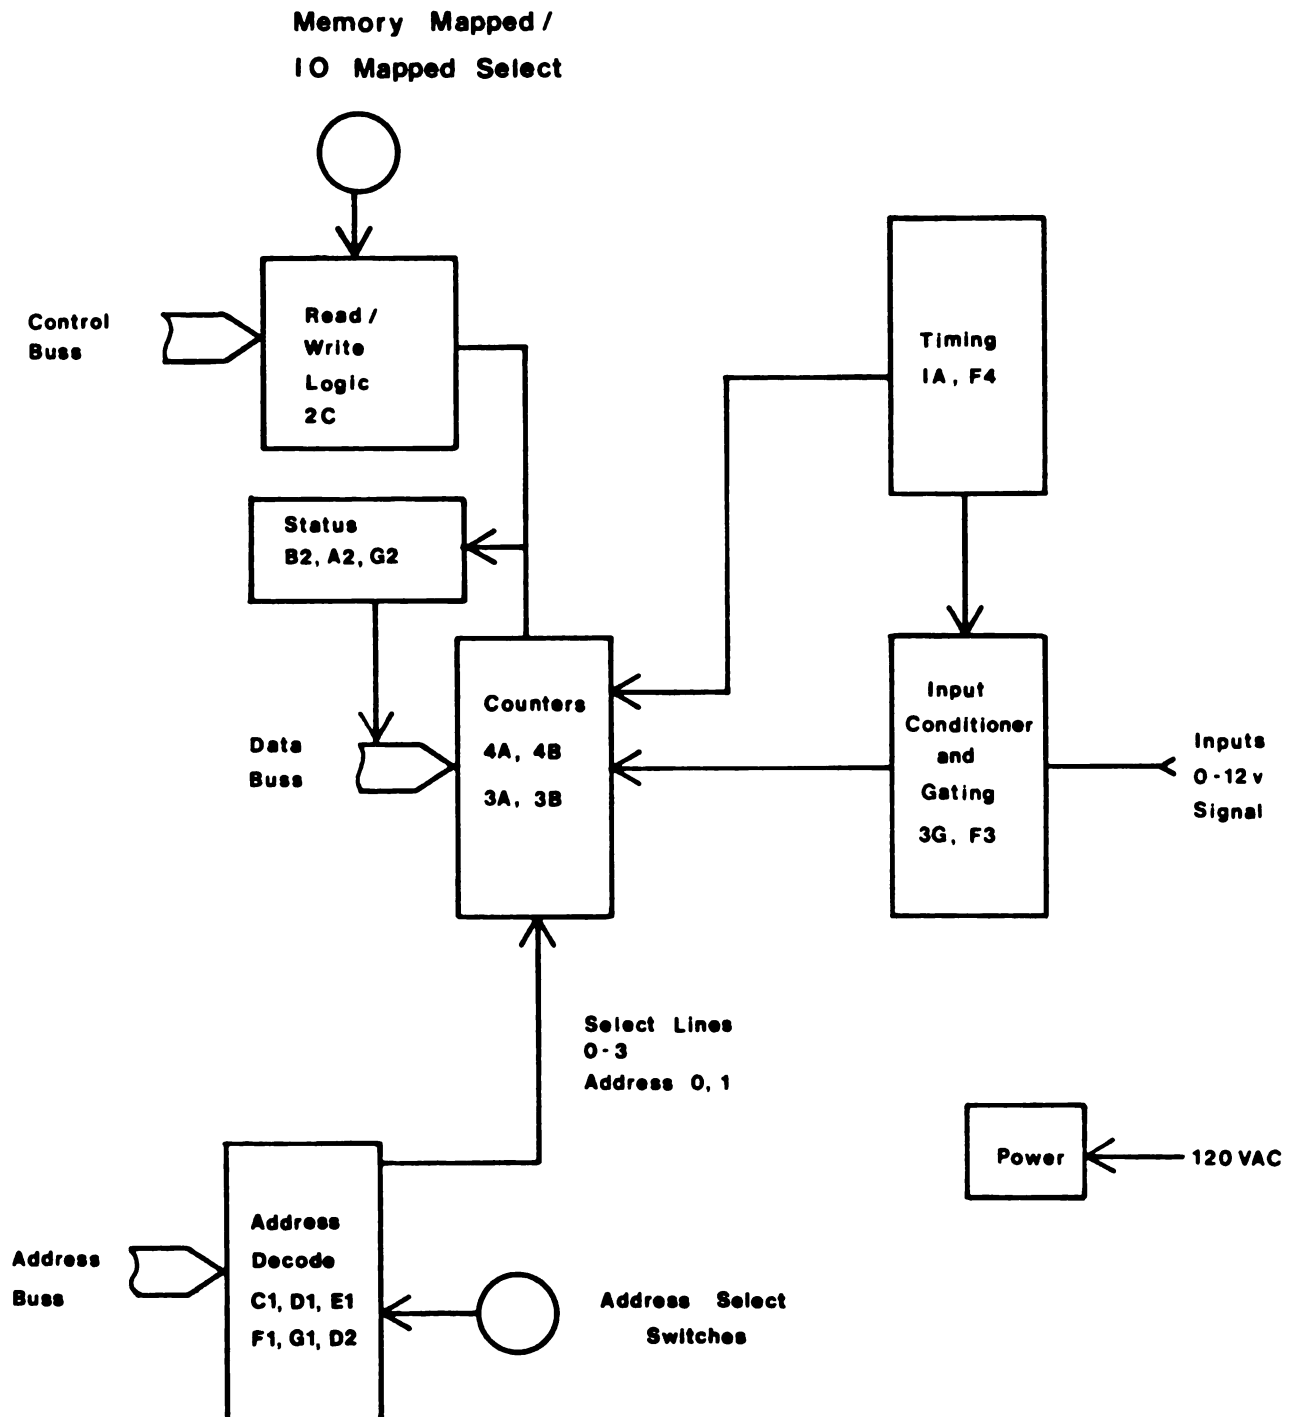 Memory Mapped /
IO Mapped Select
Control
Buss
Read /
Write
Logic
2C
Timing
IA, F4
Status
B2, A2, G2
Data
Buss
Counters
4A, 4B
3A, 3B
Input
Conditioner
and
Gating
3G, F3
Inputs
0-12v
Signal
Select Lines
0-3
Address 0, 1
Power
120 VAC
Address
Buss
Address
Decode
C1, D1, E1
F1, G1, D2
Address Select
Switches